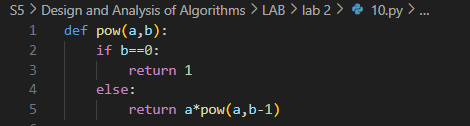 S5 > Design and Analysis of Algorithms > LAB > lab 2 > 10.py > ...
1 def pow(a,b):
2     if b==0:
3         return 1
4     else:
5         return a*pow(a,b-1)